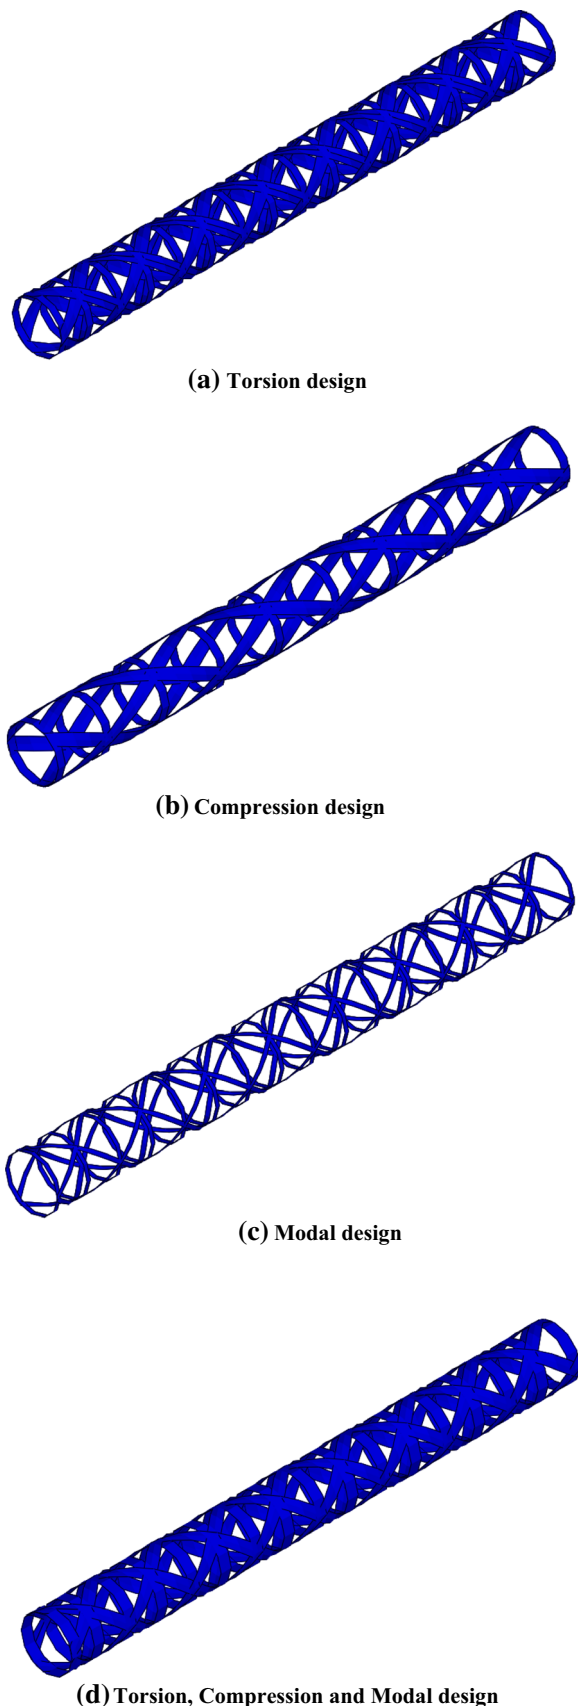 (a) Torsion design
(b) Compression design
(c) Modal design
(d) Torsion, Compression and Modal design